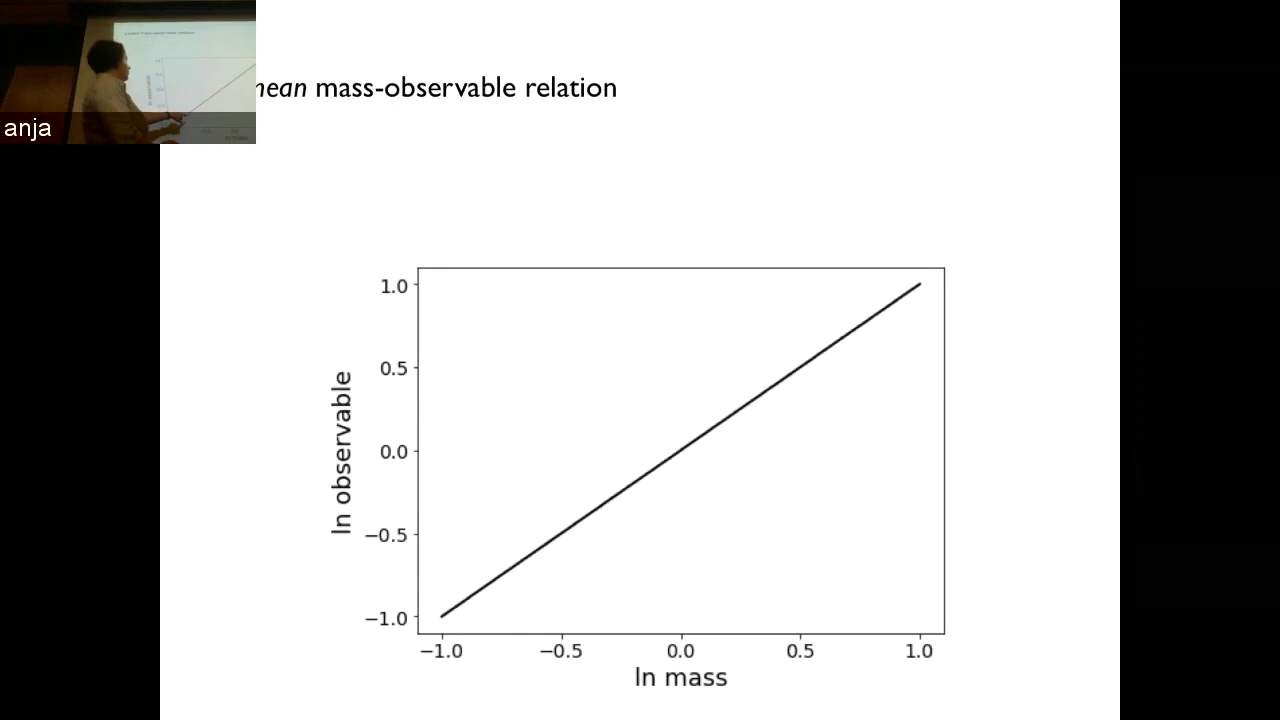 mean mass-observable relation
anja
1.0
0.5
0.0
−0.5
−1.0
ln observable
−1.0 −0.5 0.0 0.5 1.0
ln mass